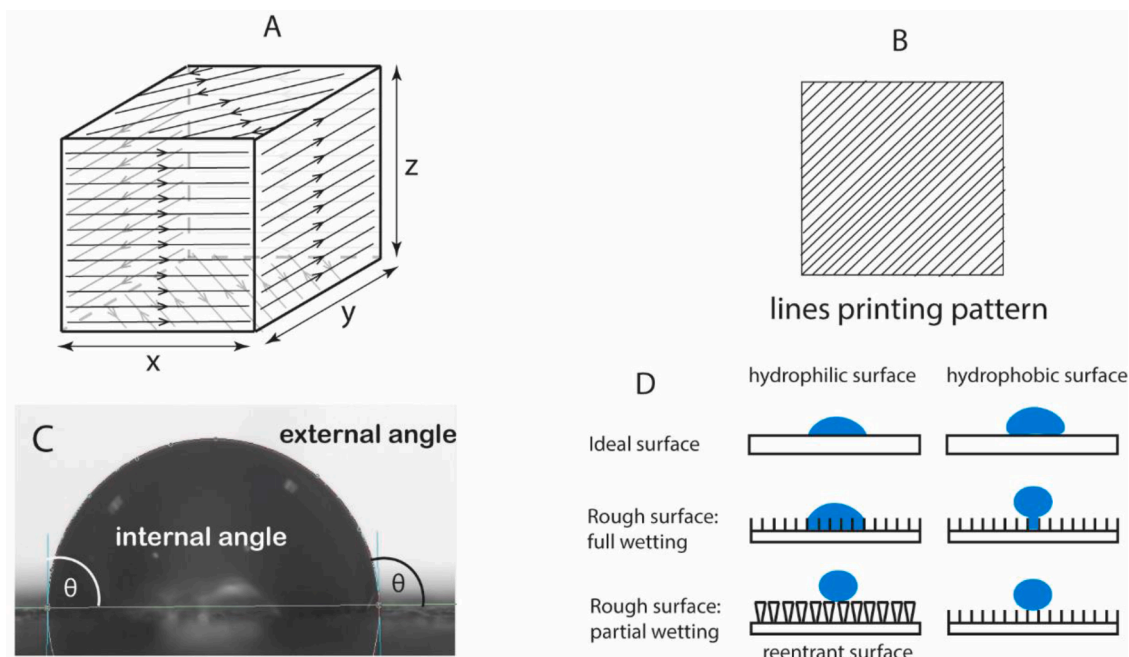 A
z
y
x
B
lines printing pattern
C
external angle
internal angle
θ
θ
D
hydrophilic surface
hydrophobic surface
Ideal surface
Rough surface:
full wetting
Rough surface:
partial wetting
reentrant surface